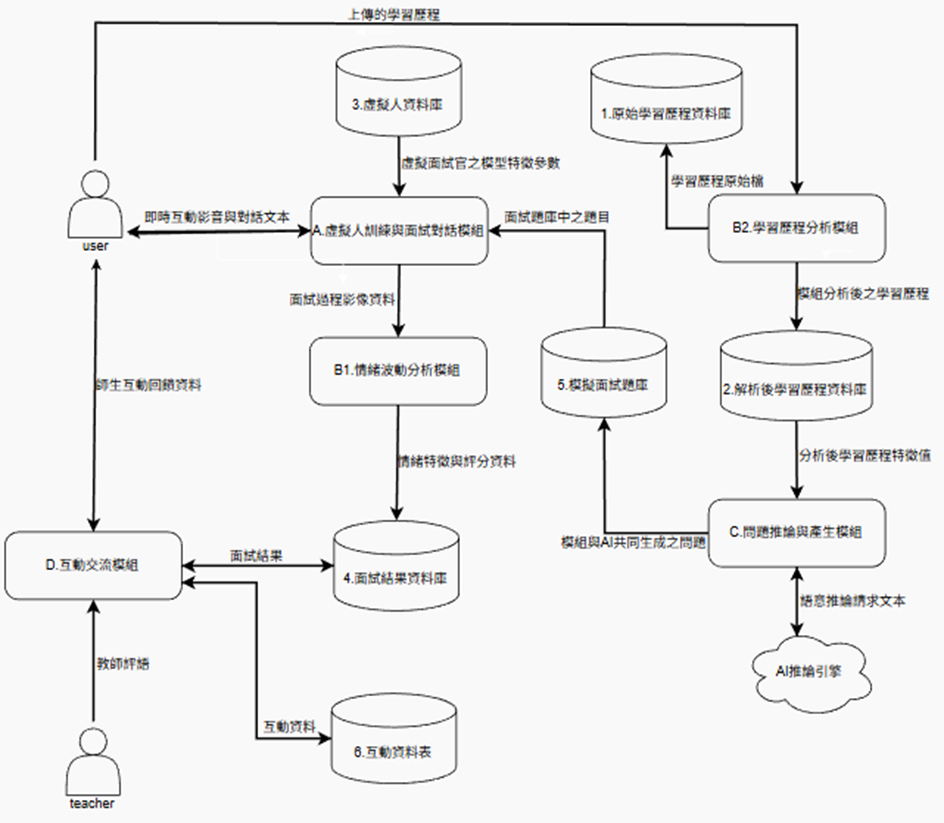 上傳的學習歷程
3.虛擬人資料庫
1.原始學習歷程資料庫
虛擬面試官之模型特徵參數
學習歷程原始檔
即時互動影音與對話文本
面試題庫中之題目
A.虛擬人訓練與面試對話模組
B2.學習歷程分析模組
user
面試過程影像資料
模組分析後之學習歷程
B1.情緒波動分析模組
5.模擬面試題庫
2.解析後學習歷程資料庫
師生互動回饋資料
情緒特徵與評分資料
分析後學習歷程特徵值
C.問題推論與產生模組
模組與AI共同生成之問題
面試結果
D.互動交流模組
4.面試結果資料庫
語意推論請求文本
教師評語
AI推論引擎
互動資料
6.互動資料表
teacher